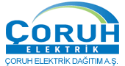 ÇORUH
ELEKTRİK
ÇORUH ELEKTRİK DAĞITIM A.Ş.